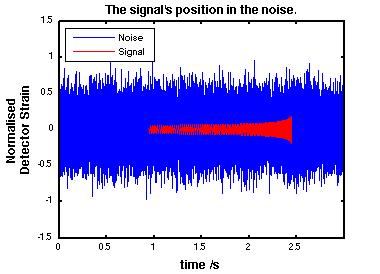 The signal's position in the noise.
Noise
Signal
1.5
1
0.5
0
-0.5
-1
-1.5
Normalised
Detector Strain
0 0.5 1 1.5 2 2.5
time /s